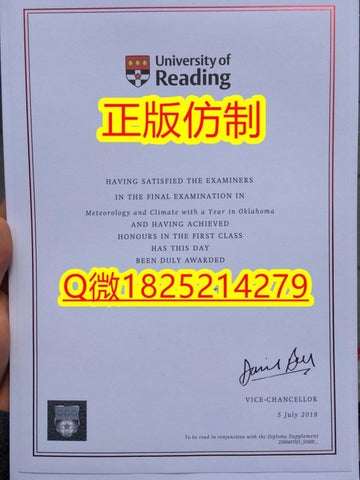 University of
Reading
正版仿制
HAVING SATISFIED THE EXAMINERS
IN THE FINAL EXAMINATION IN
Meteorology and Climate with a Year in Oklahoma
AND HAVING ACHIEVED
HONOURS IN THE FIRST CLASS
HAS THIS DAY
BEEN DULY AWARDED
Q微1825214279
VICE-CHANCELLOR
5 July 2018
To be read in conjunction with the Diploma Supplement